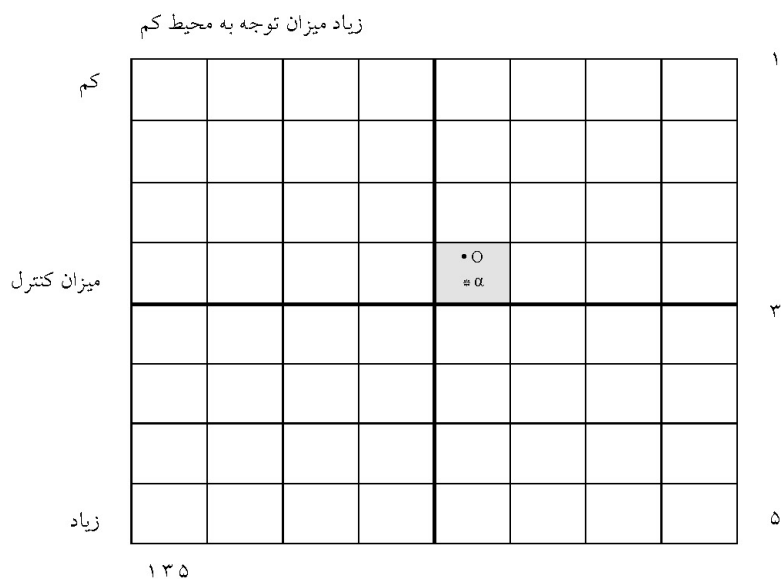 زیاد میزان توجه به محیط کم
۱
کم
• O
α
میزان کنترل
۳
زیاد
۵
۱ ۳ ۵